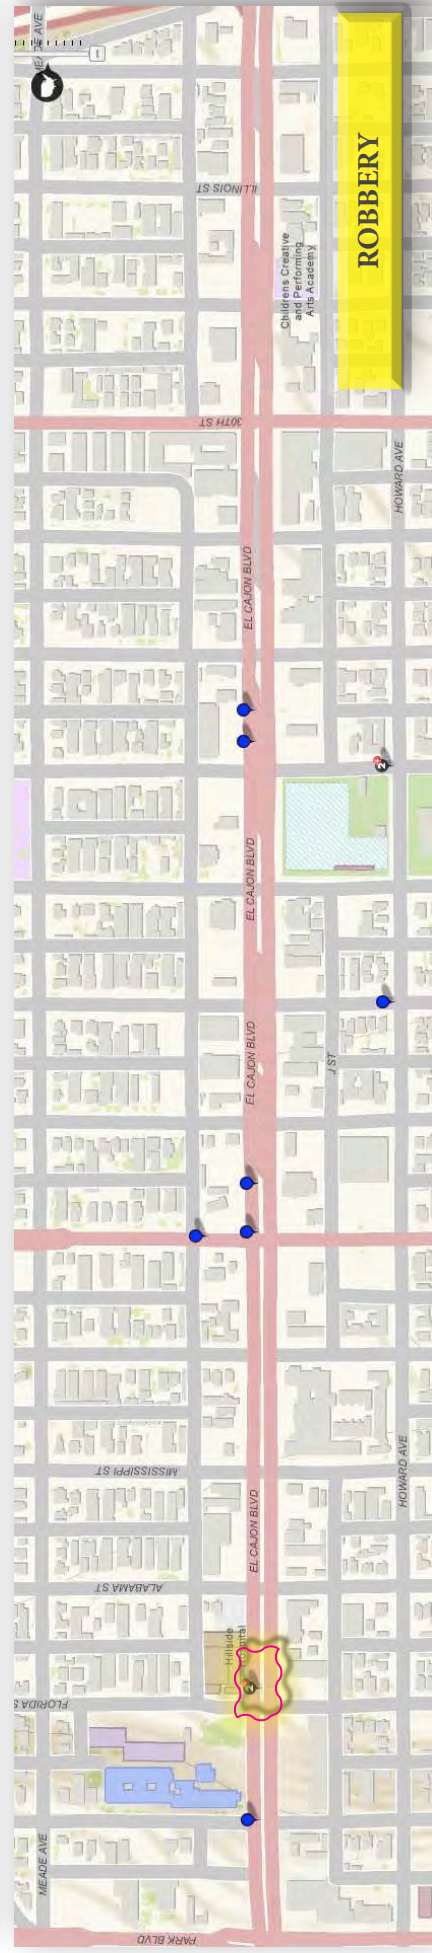 MEADE AVE
ILLINOIS ST
ROBBERY
Childrens Creative
and Performing
Arts Academy
30TH ST
HOWARD AVE
EL CAJON BLVD
2
EL CAJON BLVD
EL CAJON BLVD
J ST
MISSISSIPPI ST
HOWARD AVE
EL CAJON BLVD
ALABAMA ST
Hillside
FLORIDA S
2
MEADE AVE
PARK BLVD